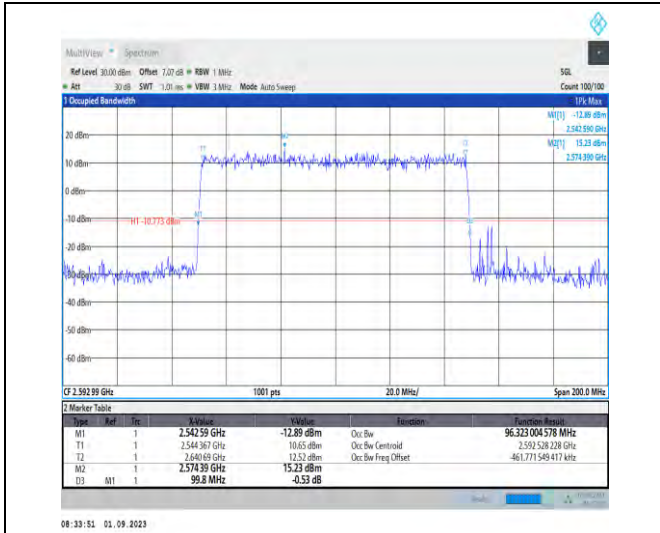 MultiView Spectrum
Ref Level 30.00 dBm Offset 7.07 dB RBW 1 MHz SGL
Att 30 dB SWT 1.01 ms VBW 3 MHz Mode Auto Sweep Count 100/100
1 Occupied Bandwidth 1Pk Max
M1[1] -12.89 dBm
2.542 590 GHz
20 dBm M2 M2[1] 15.23 dBm
T1 2.574 390 GHz
10 dBm
0 dBm
-10 dBm H1 -10.773 dBm M1
-20 dBm
-30 dBm
-40 dBm
-50 dBm
-60 dBm
CF 2.592 99 GHz 1001 pts 20.0 MHz/ Span 200.0 MHz
2 Marker Table
Type Ref Trc X-Value Y-Value Function Function Result
M1 1 2.542 59 GHz -12.89 dBm Occ Bw 96.323 004 578 MHz
T1 1 2.544 367 GHz 10.65 dBm Occ Bw Centroid 2.592 528 228 GHz
T2 1 2.640 69 GHz 12.52 dBm Occ Bw Freq Offset -461.771 549 417 kHz
M2 1 2.574 39 GHz 15.23 dBm
D3 M1 1 99.8 MHz -0.53 dB
08:33:51 01.09.2023